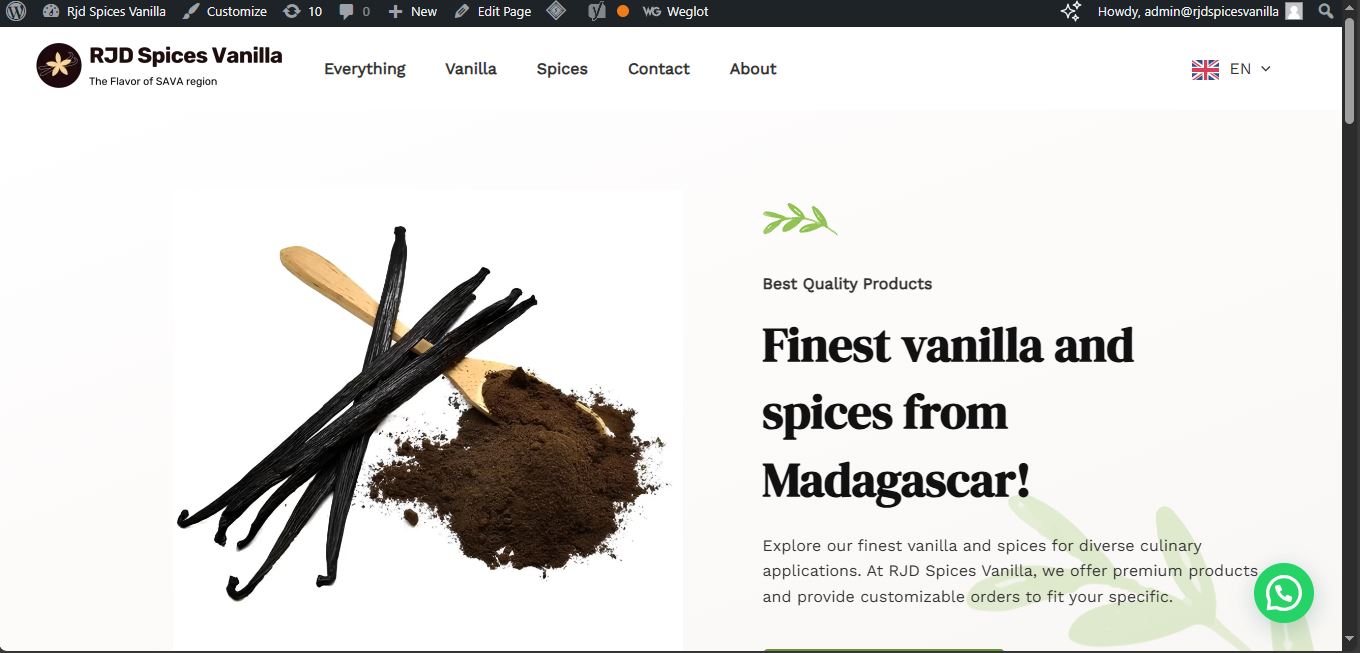 Rjd Spices Vanilla Customize 10 0 New Edit Page WG Weglot Howdy, admin@rjdspicesvanilla
RJD Spices Vanilla
The Flavor of SAVA region
Everything Vanilla Spices Contact About EN
Best Quality Products
Finest vanilla and
spices from
Madagascar!
Explore our finest vanilla and spices for diverse culinary
applications. At RJD Spices Vanilla, we offer premium products
and provide customizable orders to fit your specific.